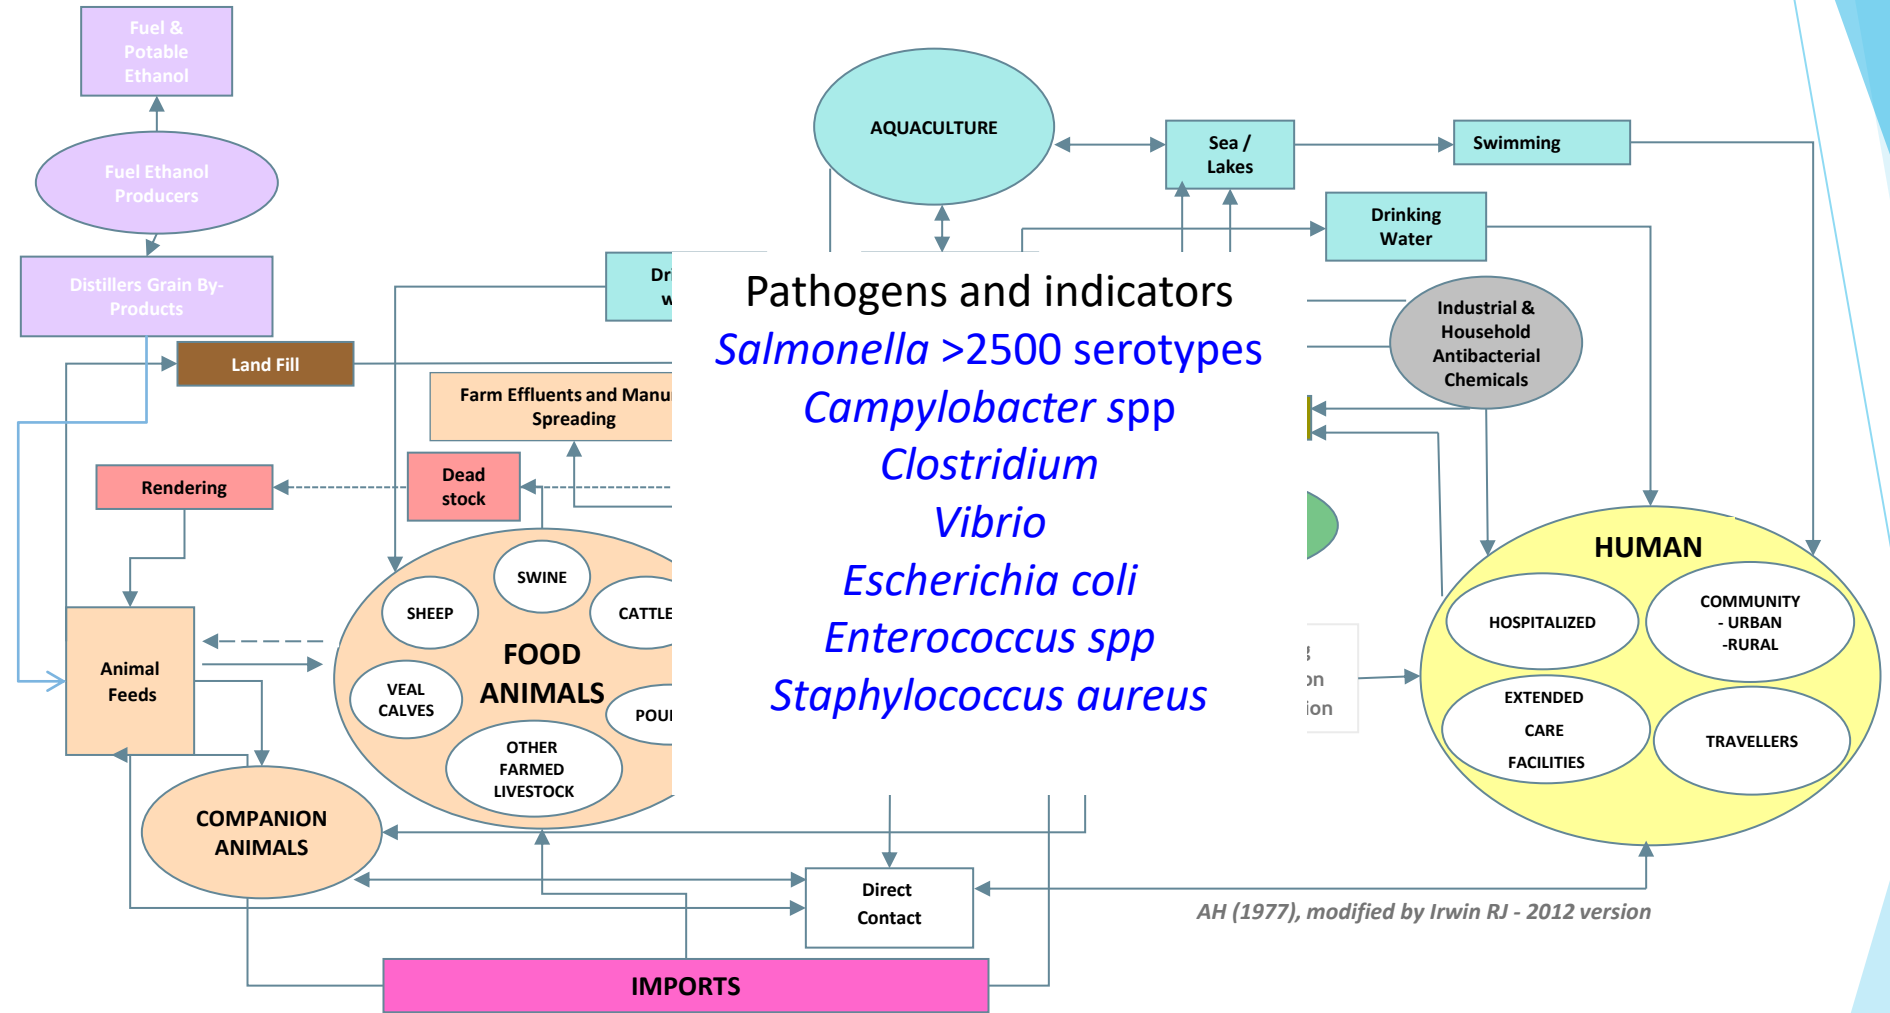 Fuel &
Potable
Ethanol
Fuel Ethanol
Producers
Distillers Grain By-
Products
Land Fill
Farm Effluents and
Spreading
Rendering
Dead
stock
Animal
Feeds
SWINE
SHEEP
CATTLE
FOOD
ANIMALS
VEAL
CALVES
OTHER
FARMED
LIVESTOCK
COMPANION
ANIMALS
AQUACULTURE
Sea /
Lakes
Swimming
Drinking
Water
Industrial &
Household
Antibacterial
Chemicals
Pathogens and indicators
Salmonella >2500 serotypes
Campylobacter spp
Clostridium
Vibrio
Escherichia coli
Enterococcus spp
Staphylococcus aureus
HUMAN
HOSPITALIZED
COMMUNITY
- URBAN
-RURAL
EXTENDED
CARE
FACILITIES
TRAVELLERS
Direct
Contact
AH (1977), modified by Irwin RJ - 2012 version
IMPORTS